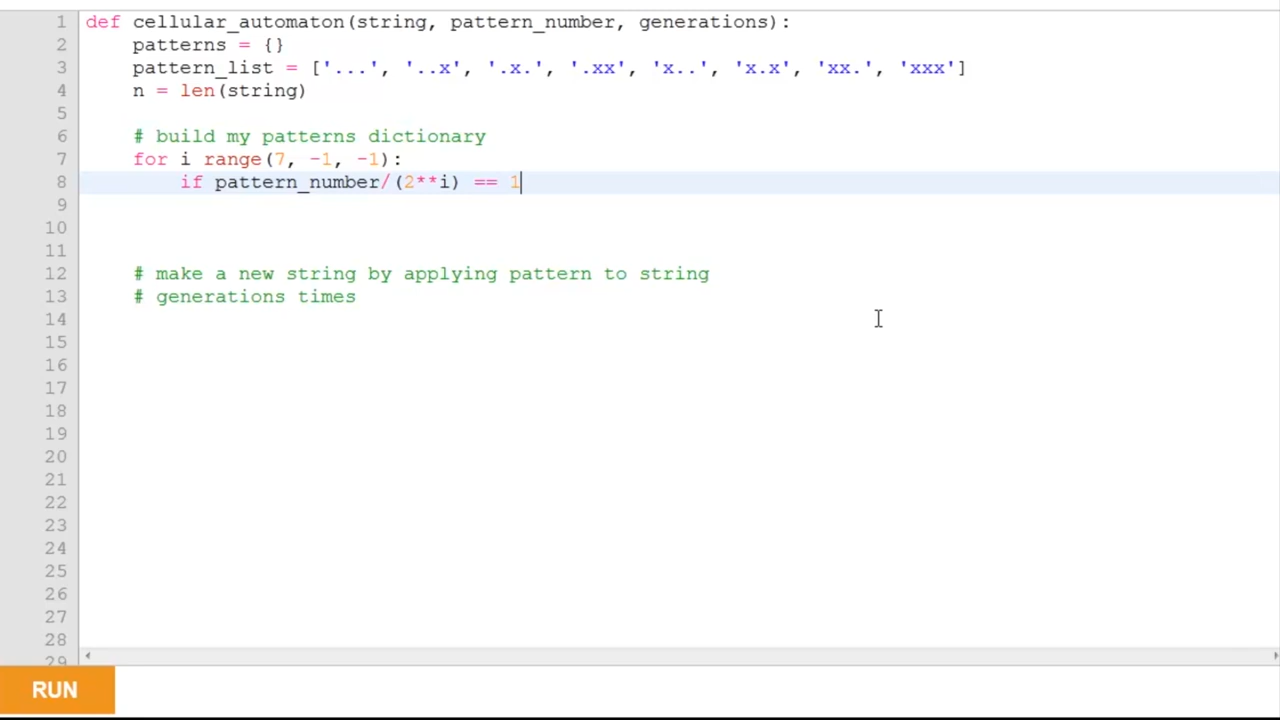 1 def cellular_automaton(string, pattern_number, generations):
2     patterns = {}
3     pattern_list = ['...', '..x', '.x.', '.xx', 'x..', 'x.x', 'xx.', 'xxx']
4     n = len(string)
5
6     # build my patterns dictionary
7     for i range(7, -1, -1):
8         if pattern_number/(2**i) == 1
9
10
11
12     # make a new string by applying pattern to string
13     # generations times
14
15
16
17
18
19
20
21
22
23
24
25
26
27
28
29
RUN